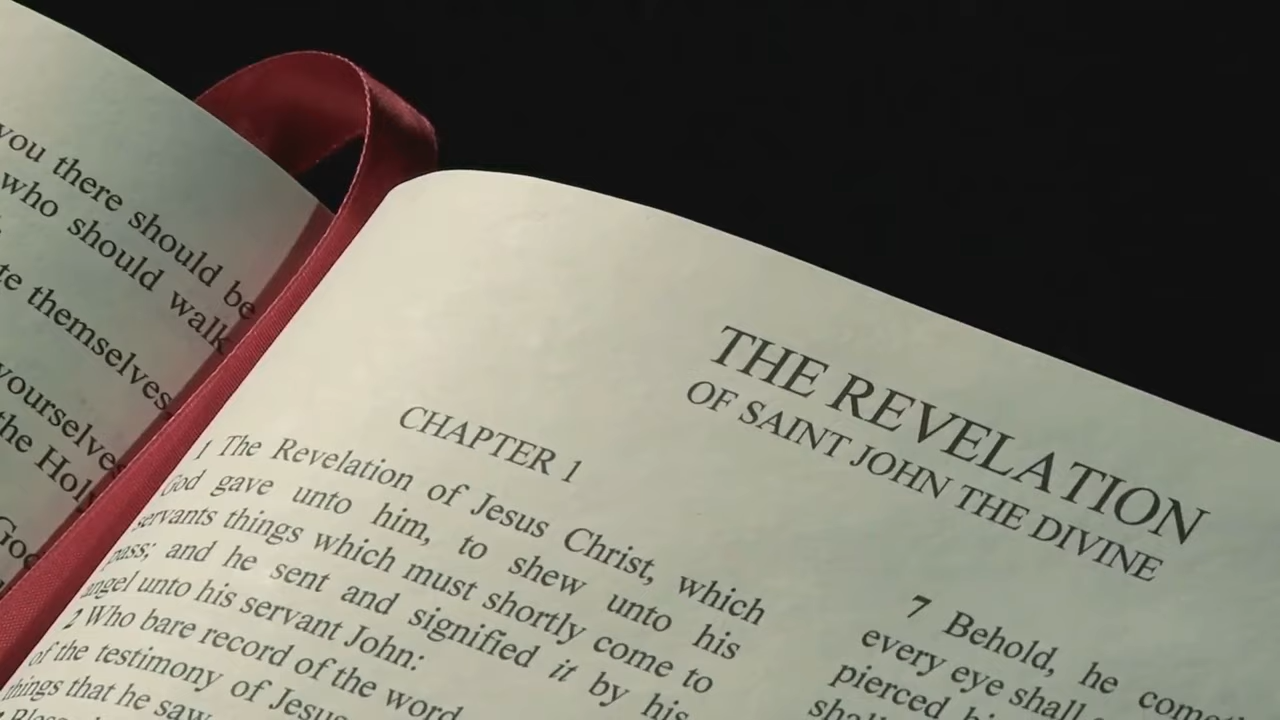 you there should be
who should walk
themselves,
yourselves
the
THE REVELATION
OF SAINT JOHN THE DIVINE
CHAPTER 1
1 The Revelation of Jesus Christ, which
God gave unto him, to shew unto his
servants things which must shortly come to
pass; and he sent and signified it by his
angel unto his servant John:
2 Who bare record of the word
of the testimony of Jesus
things that he saw
7 Behold, he
every eye shall
pierced